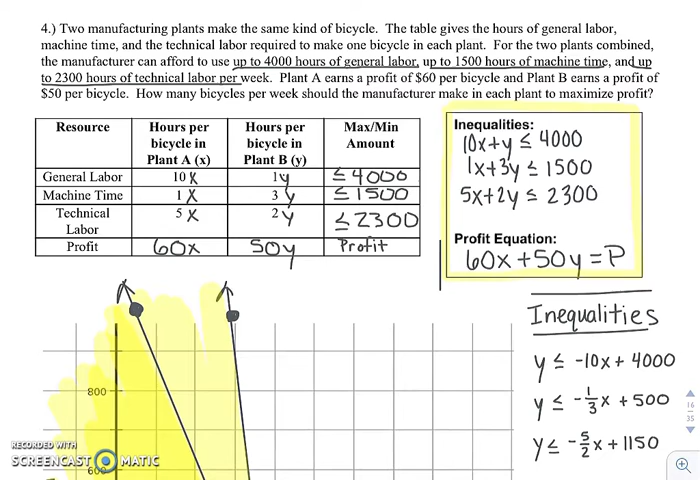 4.) Two manufacturing plants make the same kind of bicycle. The table gives the hours of general labor,
machine time, and the technical labor required to make one bicycle in each plant. For the two plants combined,
the manufacturer can afford to use up to 4000 hours of general labor, up to 1500 hours of machine time, and up
to 2300 hours of technical labor per week. Plant A earns a profit of $60 per bicycle and Plant B earns a profit of
$50 per bicycle. How many bicycles per week should the manufacturer make in each plant to maximize profit?
Resource Hours per bicycle in Plant A (x) Hours per bicycle in Plant B (y) Max/Min Amount
General Labor 10 x 1 y ≤ 4000
Machine Time 1 x 3 y ≤ 1500
Technical Labor 5 x 2 y ≤ 2300
Profit 60x 50y Profit
Inequalities:
10x+y ≤ 4000
1x+3y ≤ 1500
5x+2y ≤ 2300
Profit Equation:
60x+50y=P
Inequalities
y ≤ -10x+4000
y ≤ -1/3x+500
y ≤ -5/2x+1150
800
600
RECORDED WITH
SCREENCAST-O-MATIC
16
35